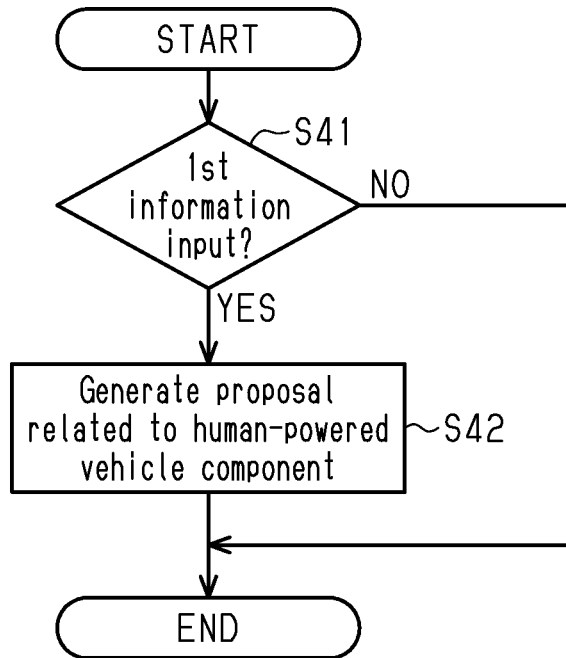 START
S41
1st
information
input?
NO
YES
Generate proposal
related to human-powered
vehicle component
S42
END